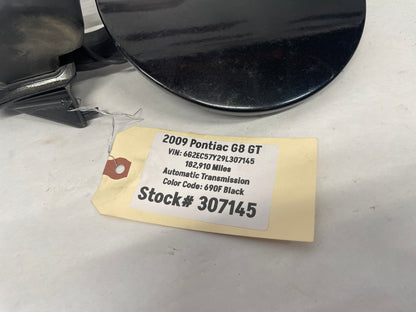 2009 Pontiac G8 GT
VIN: 6G2EC57Y29L307145
182,910 Miles
Automatic Transmission
Color Code: 690F Black
Stock# 307145